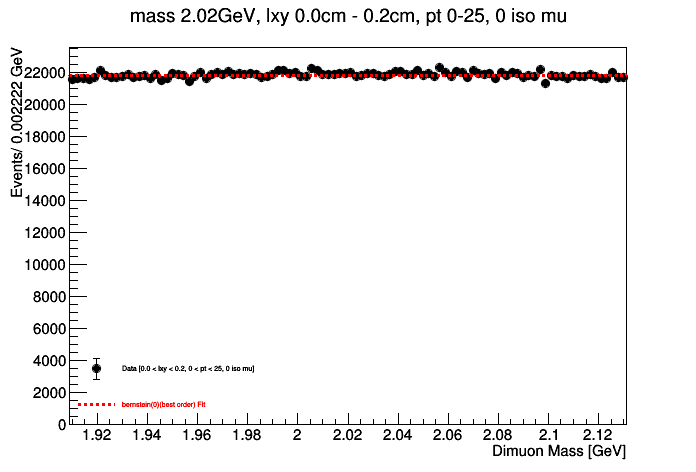 mass 2.02GeV, lxy 0.0cm - 0.2cm, pt 0-25, 0 iso mu
Events/ 0.002222 GeV
22000
20000
18000
16000
14000
12000
10000
8000
6000
4000
2000
0
Data [0.0 < lxy < 0.2, 0 < pt < 25, 0 iso mu]
bernstein(0)(best order) Fit
1.92 1.94 1.96 1.98 2 2.02 2.04 2.06 2.08 2.1 2.12
Dimuon Mass [GeV]